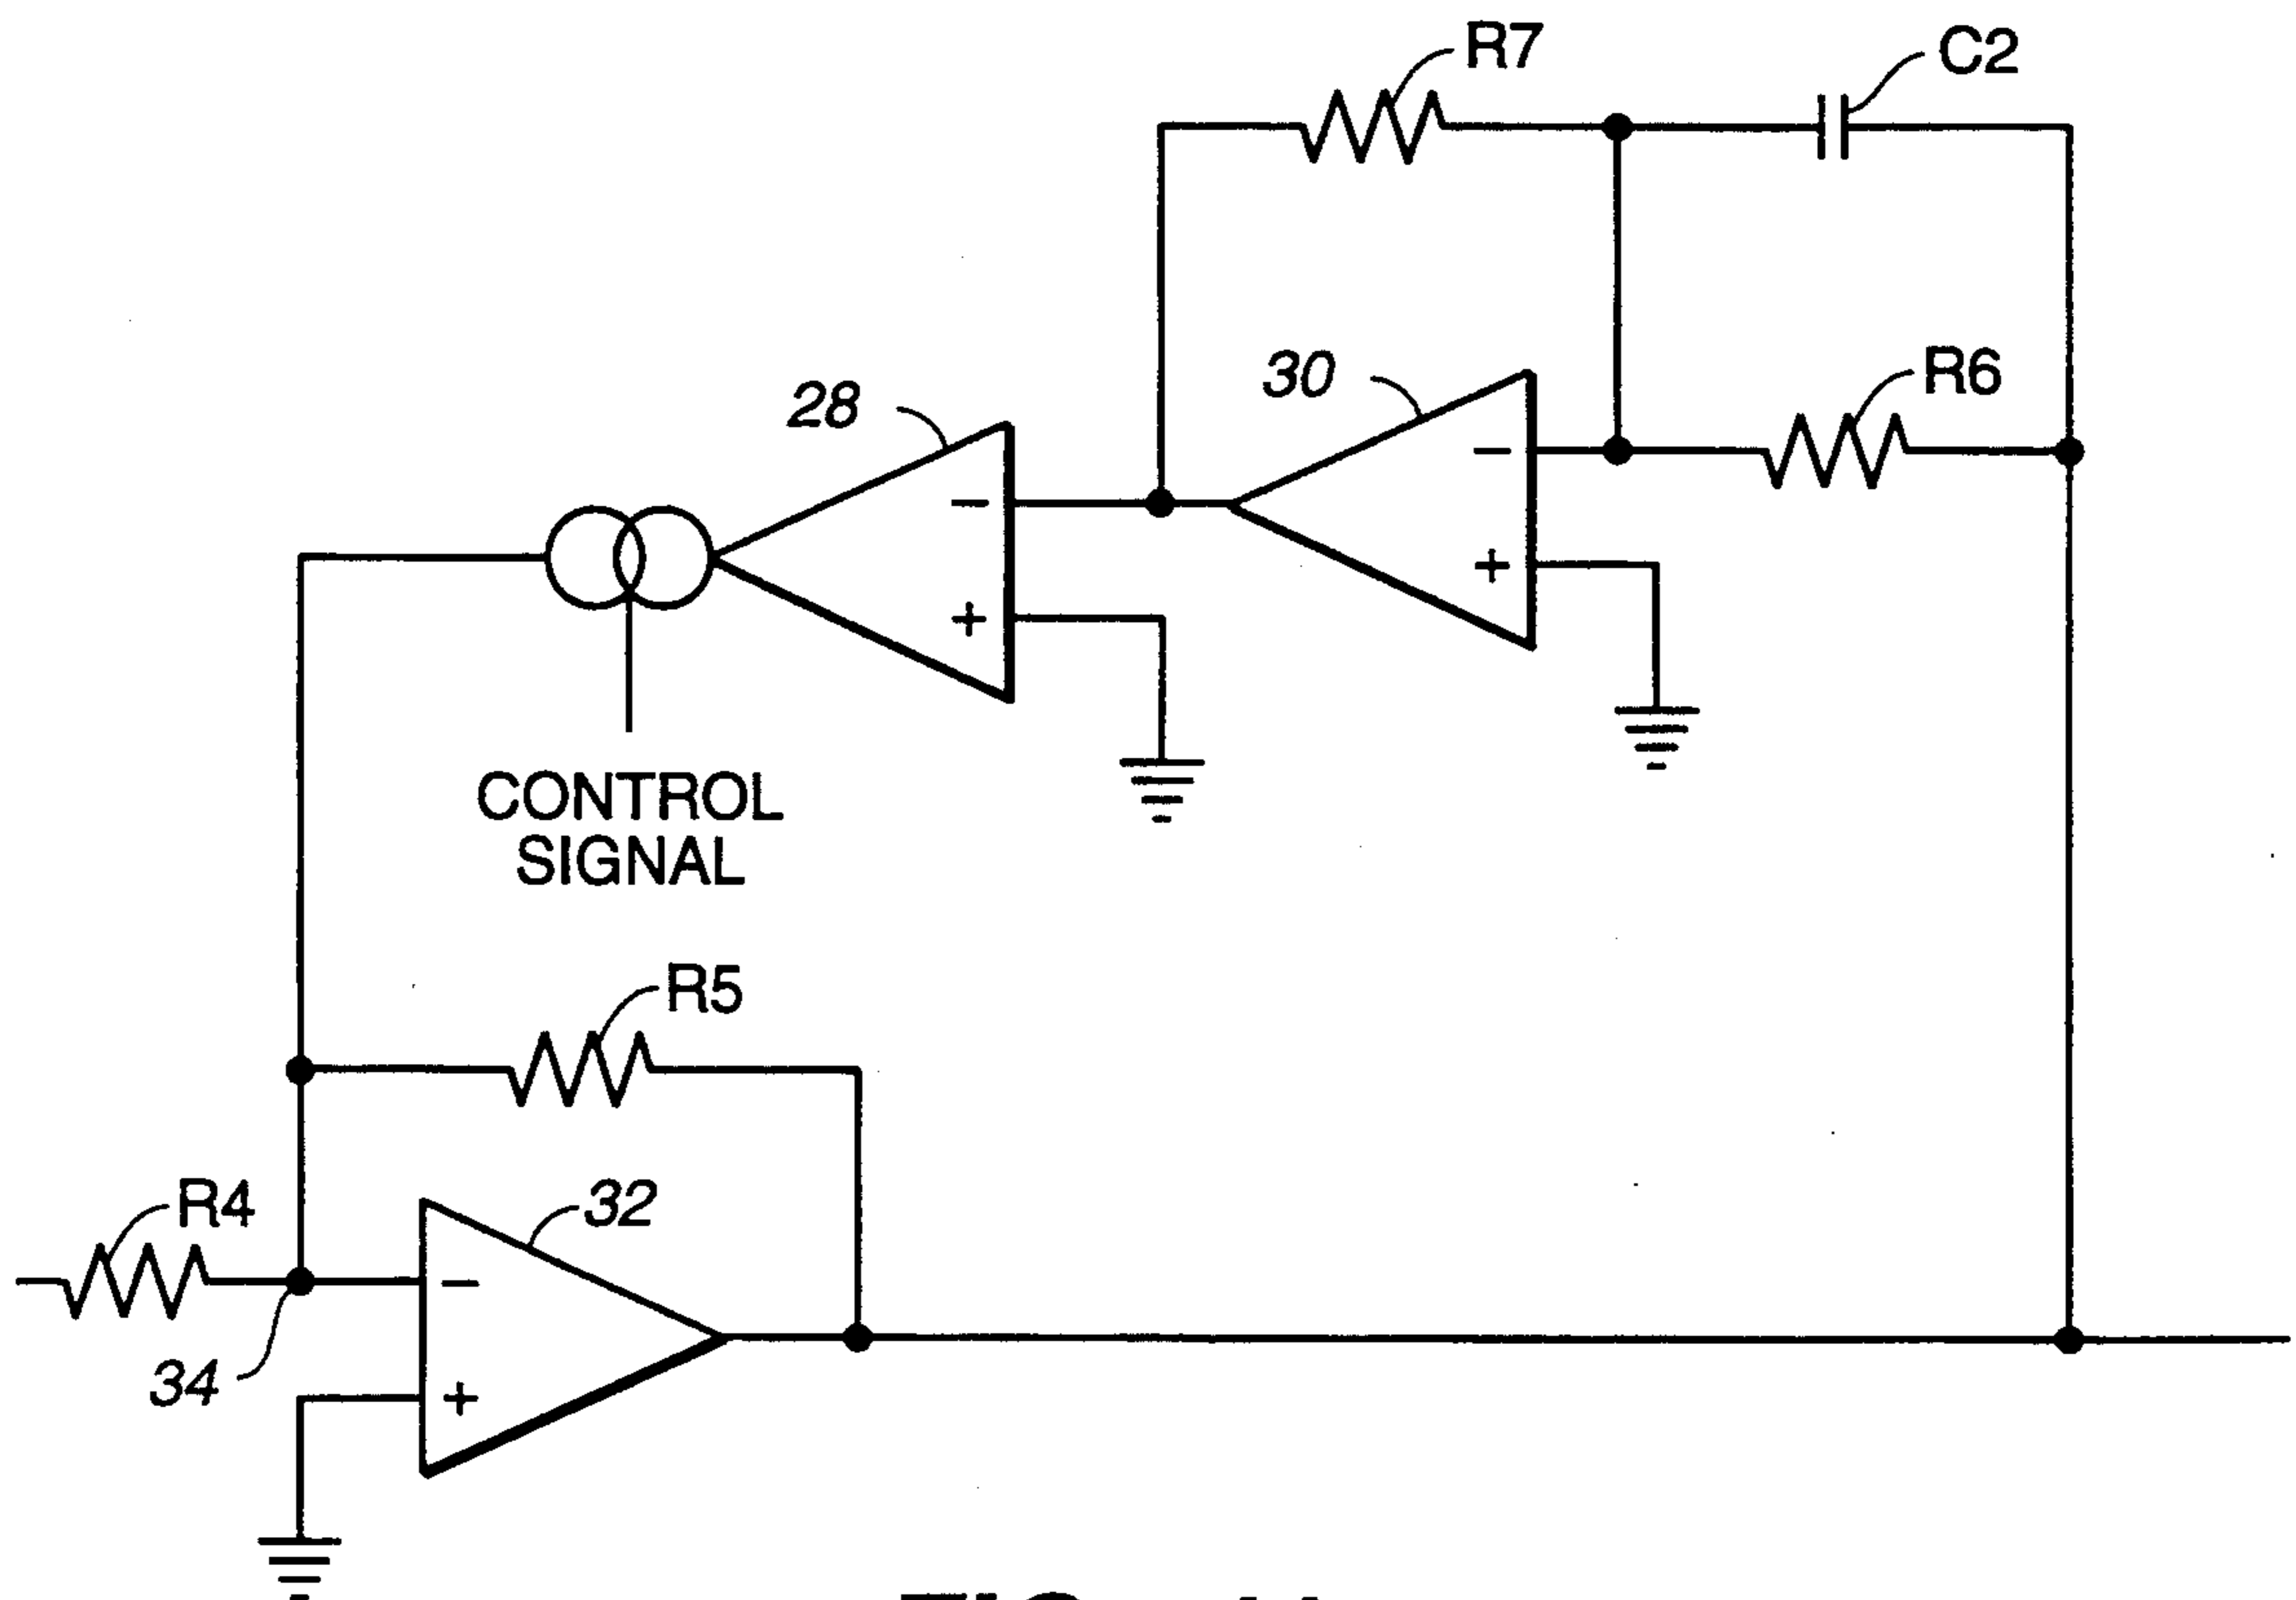 R7
C2
28
30
R6
−
−
+
+
CONTROL
SIGNAL
R5
R4
32
−
34
+